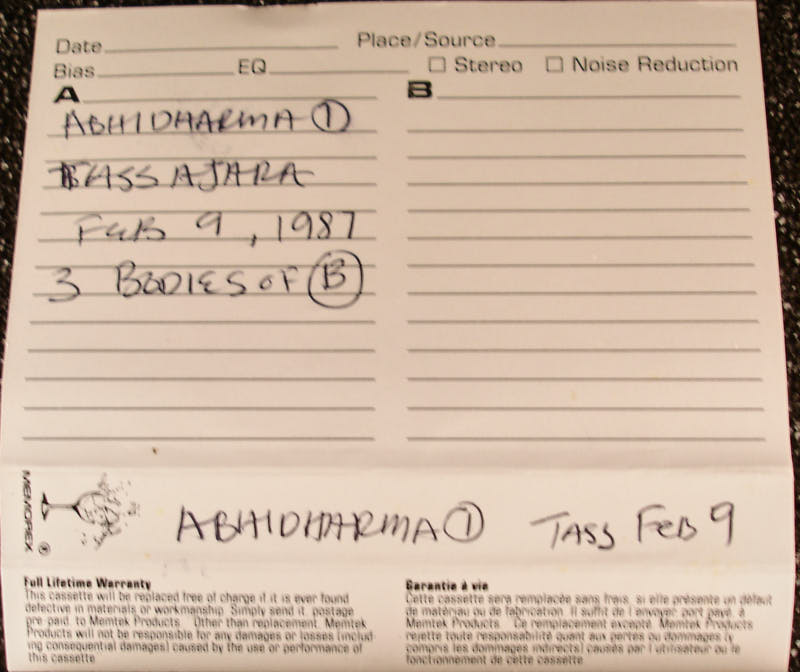 Date Place/Source
Bias EQ □ Stereo □ Noise Reduction
A B
ABHIDHARMA ①
TASSAJARA
FEB 9, 1987
3 BODIES OF Ⓑ
MEMOREX ®
ABHIDHARMA ① TASS FEB 9
Full Lifetime Warranty
This cassette will be replaced free of charge if it is ever found
defective in materials or workmanship. Simply send it, postage
pre-paid, to Memtek Products. Other than replacement, Memtek
Products will not be responsible for any damages or losses (includ
ing consequential damages) caused by the use or performance of
this cassette
Garantie à vie
Cette cassette sera remplacée sans frais, si elle présente un défaut
de matériau ou de fabrication. Il suffit de l'envoyer, port payé, à
Memtek Products. Ce remplacement excepté, Memtek Products
rejette toute responsabilité quant aux pertes ou dommages (y
compris les dommages indirects) causés par l'utilisateur ou le
fonctionnement de cette cassette